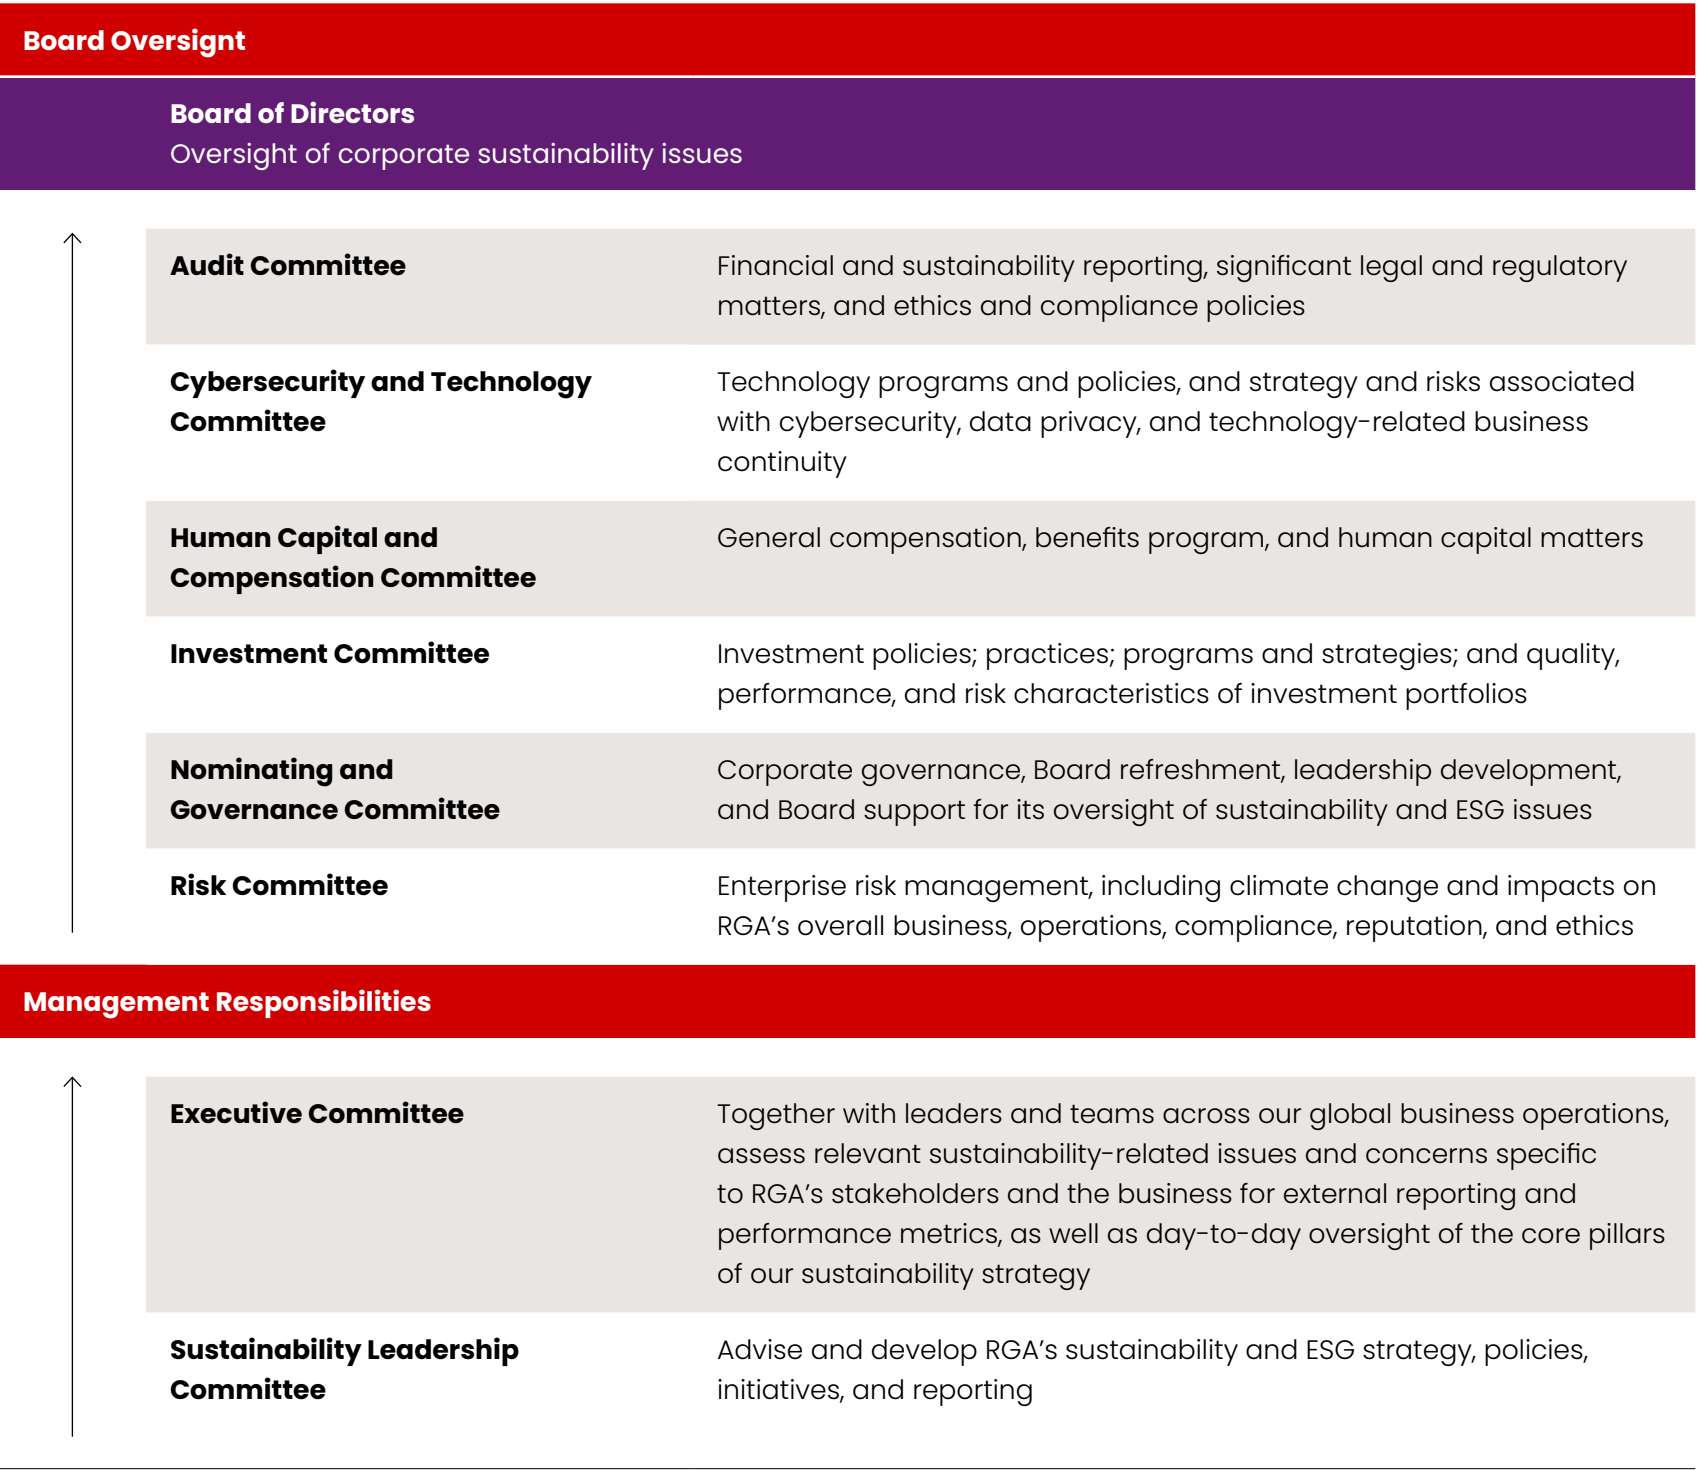 Board Oversignt
Board of Directors
Oversight of corporate sustainability issues
Audit Committee
Financial and sustainability reporting, significant legal and regulatory
matters, and ethics and compliance policies
Cybersecurity and Technology
Committee
Technology programs and policies, and strategy and risks associated
with cybersecurity, data privacy, and technology-related business
continuity
Human Capital and
Compensation Committee
General compensation, benefits program, and human capital matters
Investment Committee
Investment policies; practices; programs and strategies; and quality,
performance, and risk characteristics of investment portfolios
Nominating and
Governance Committee
Corporate governance, Board refreshment, leadership development,
and Board support for its oversight of sustainability and ESG issues
Risk Committee
Enterprise risk management, including climate change and impacts on
RGA’s overall business, operations, compliance, reputation, and ethics
Management Responsibilities
Executive Committee
Together with leaders and teams across our global business operations,
assess relevant sustainability-related issues and concerns specific
to RGA’s stakeholders and the business for external reporting and
performance metrics, as well as day-to-day oversight of the core pillars
of our sustainability strategy
Sustainability Leadership
Committee
Advise and develop RGA’s sustainability and ESG strategy, policies,
initiatives, and reporting